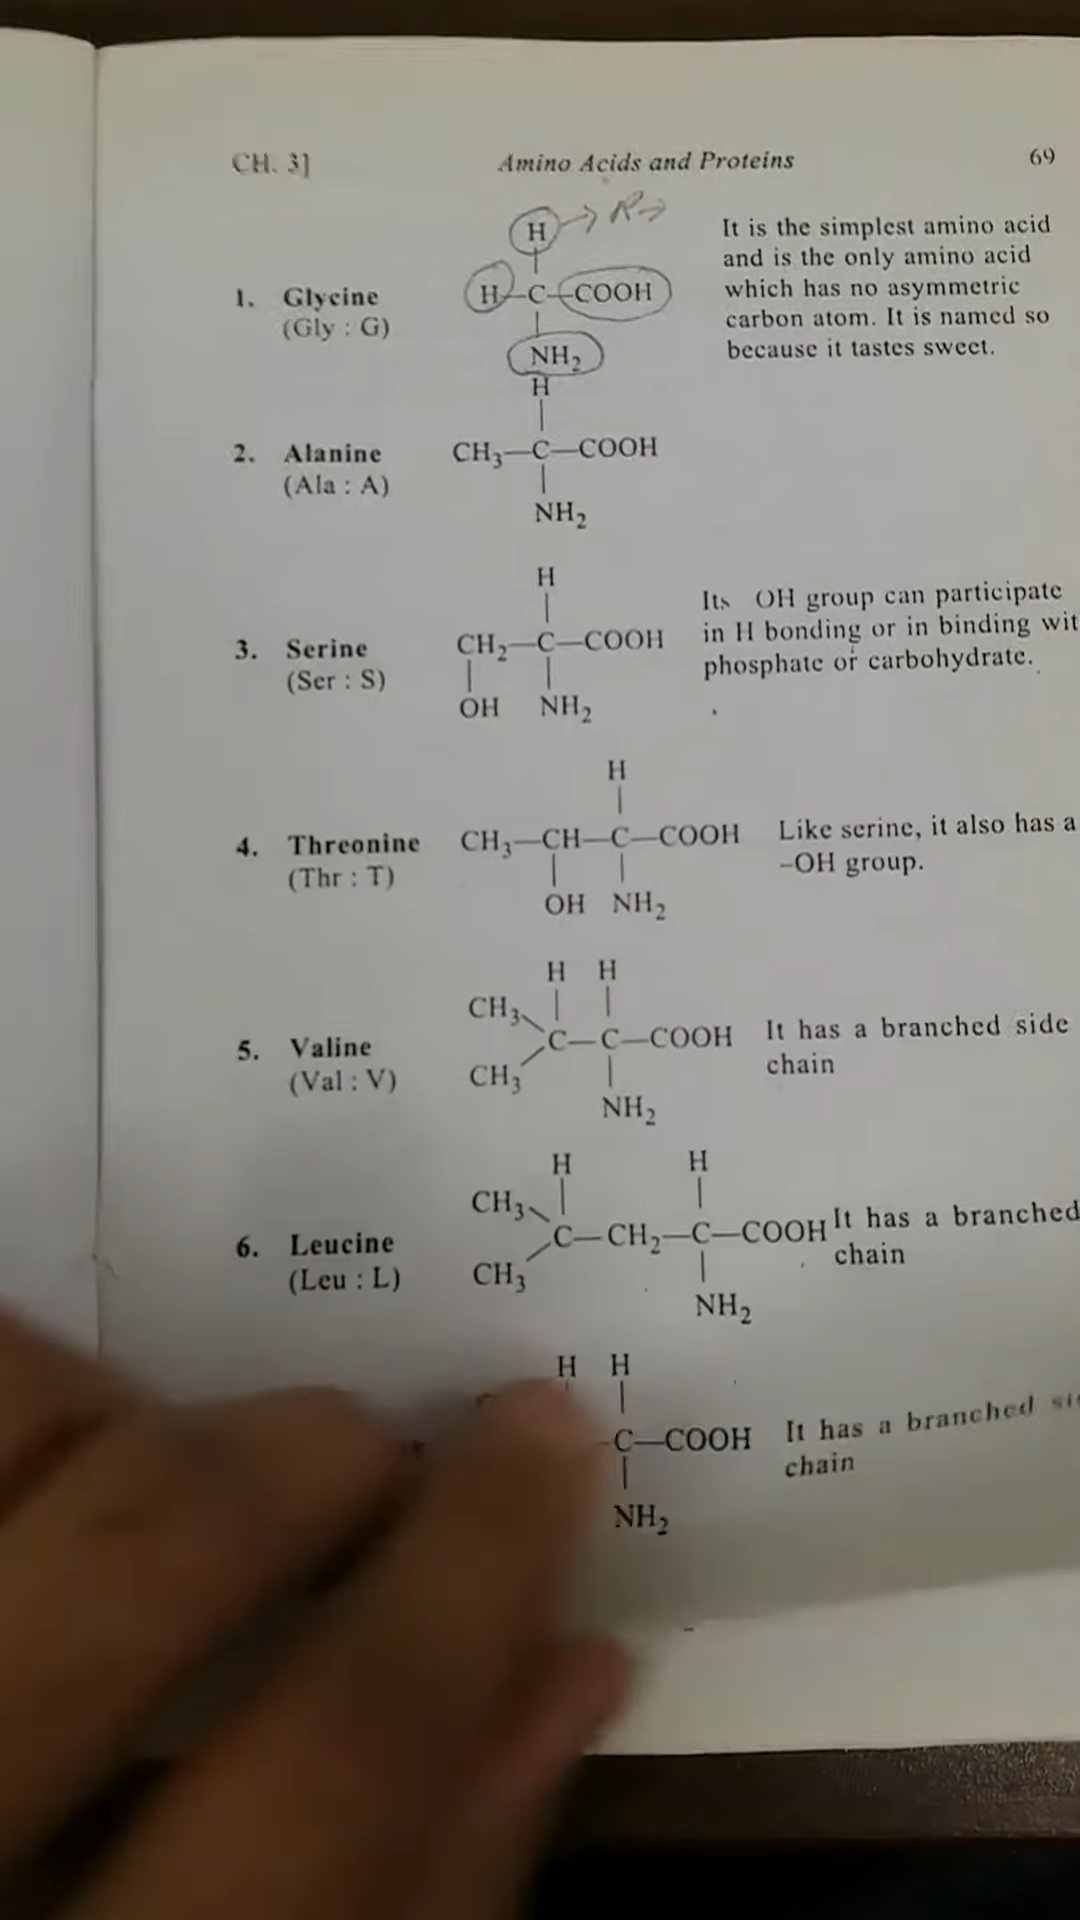 CH. 3] Amino Acids and Proteins 69
H → R →
It is the simplest amino acid
and is the only amino acid
1. Glycine H—C—COOH which has no asymmetric
(Gly : G) carbon atom. It is named so
NH₂ because it tastes sweet.
H
2. Alanine CH₃—C—COOH
(Ala : A)
NH₂
H
Its OH group can participate
3. Serine CH₂—C—COOH in H bonding or in binding wit
(Ser : S) phosphate or carbohydrate.
OH NH₂
H
4. Threonine CH₃—CH—C—COOH Like serine, it also has a
(Thr : T) –OH group.
OH NH₂
H H
CH₃
5. Valine C—C—COOH It has a branched side
(Val : V) CH₃ chain
NH₂
H H
CH₃
6. Leucine C—CH₂—C—COOH It has a branched
(Leu : L) CH₃ chain
NH₂
H H
C—COOH It has a branched
chain
NH₂